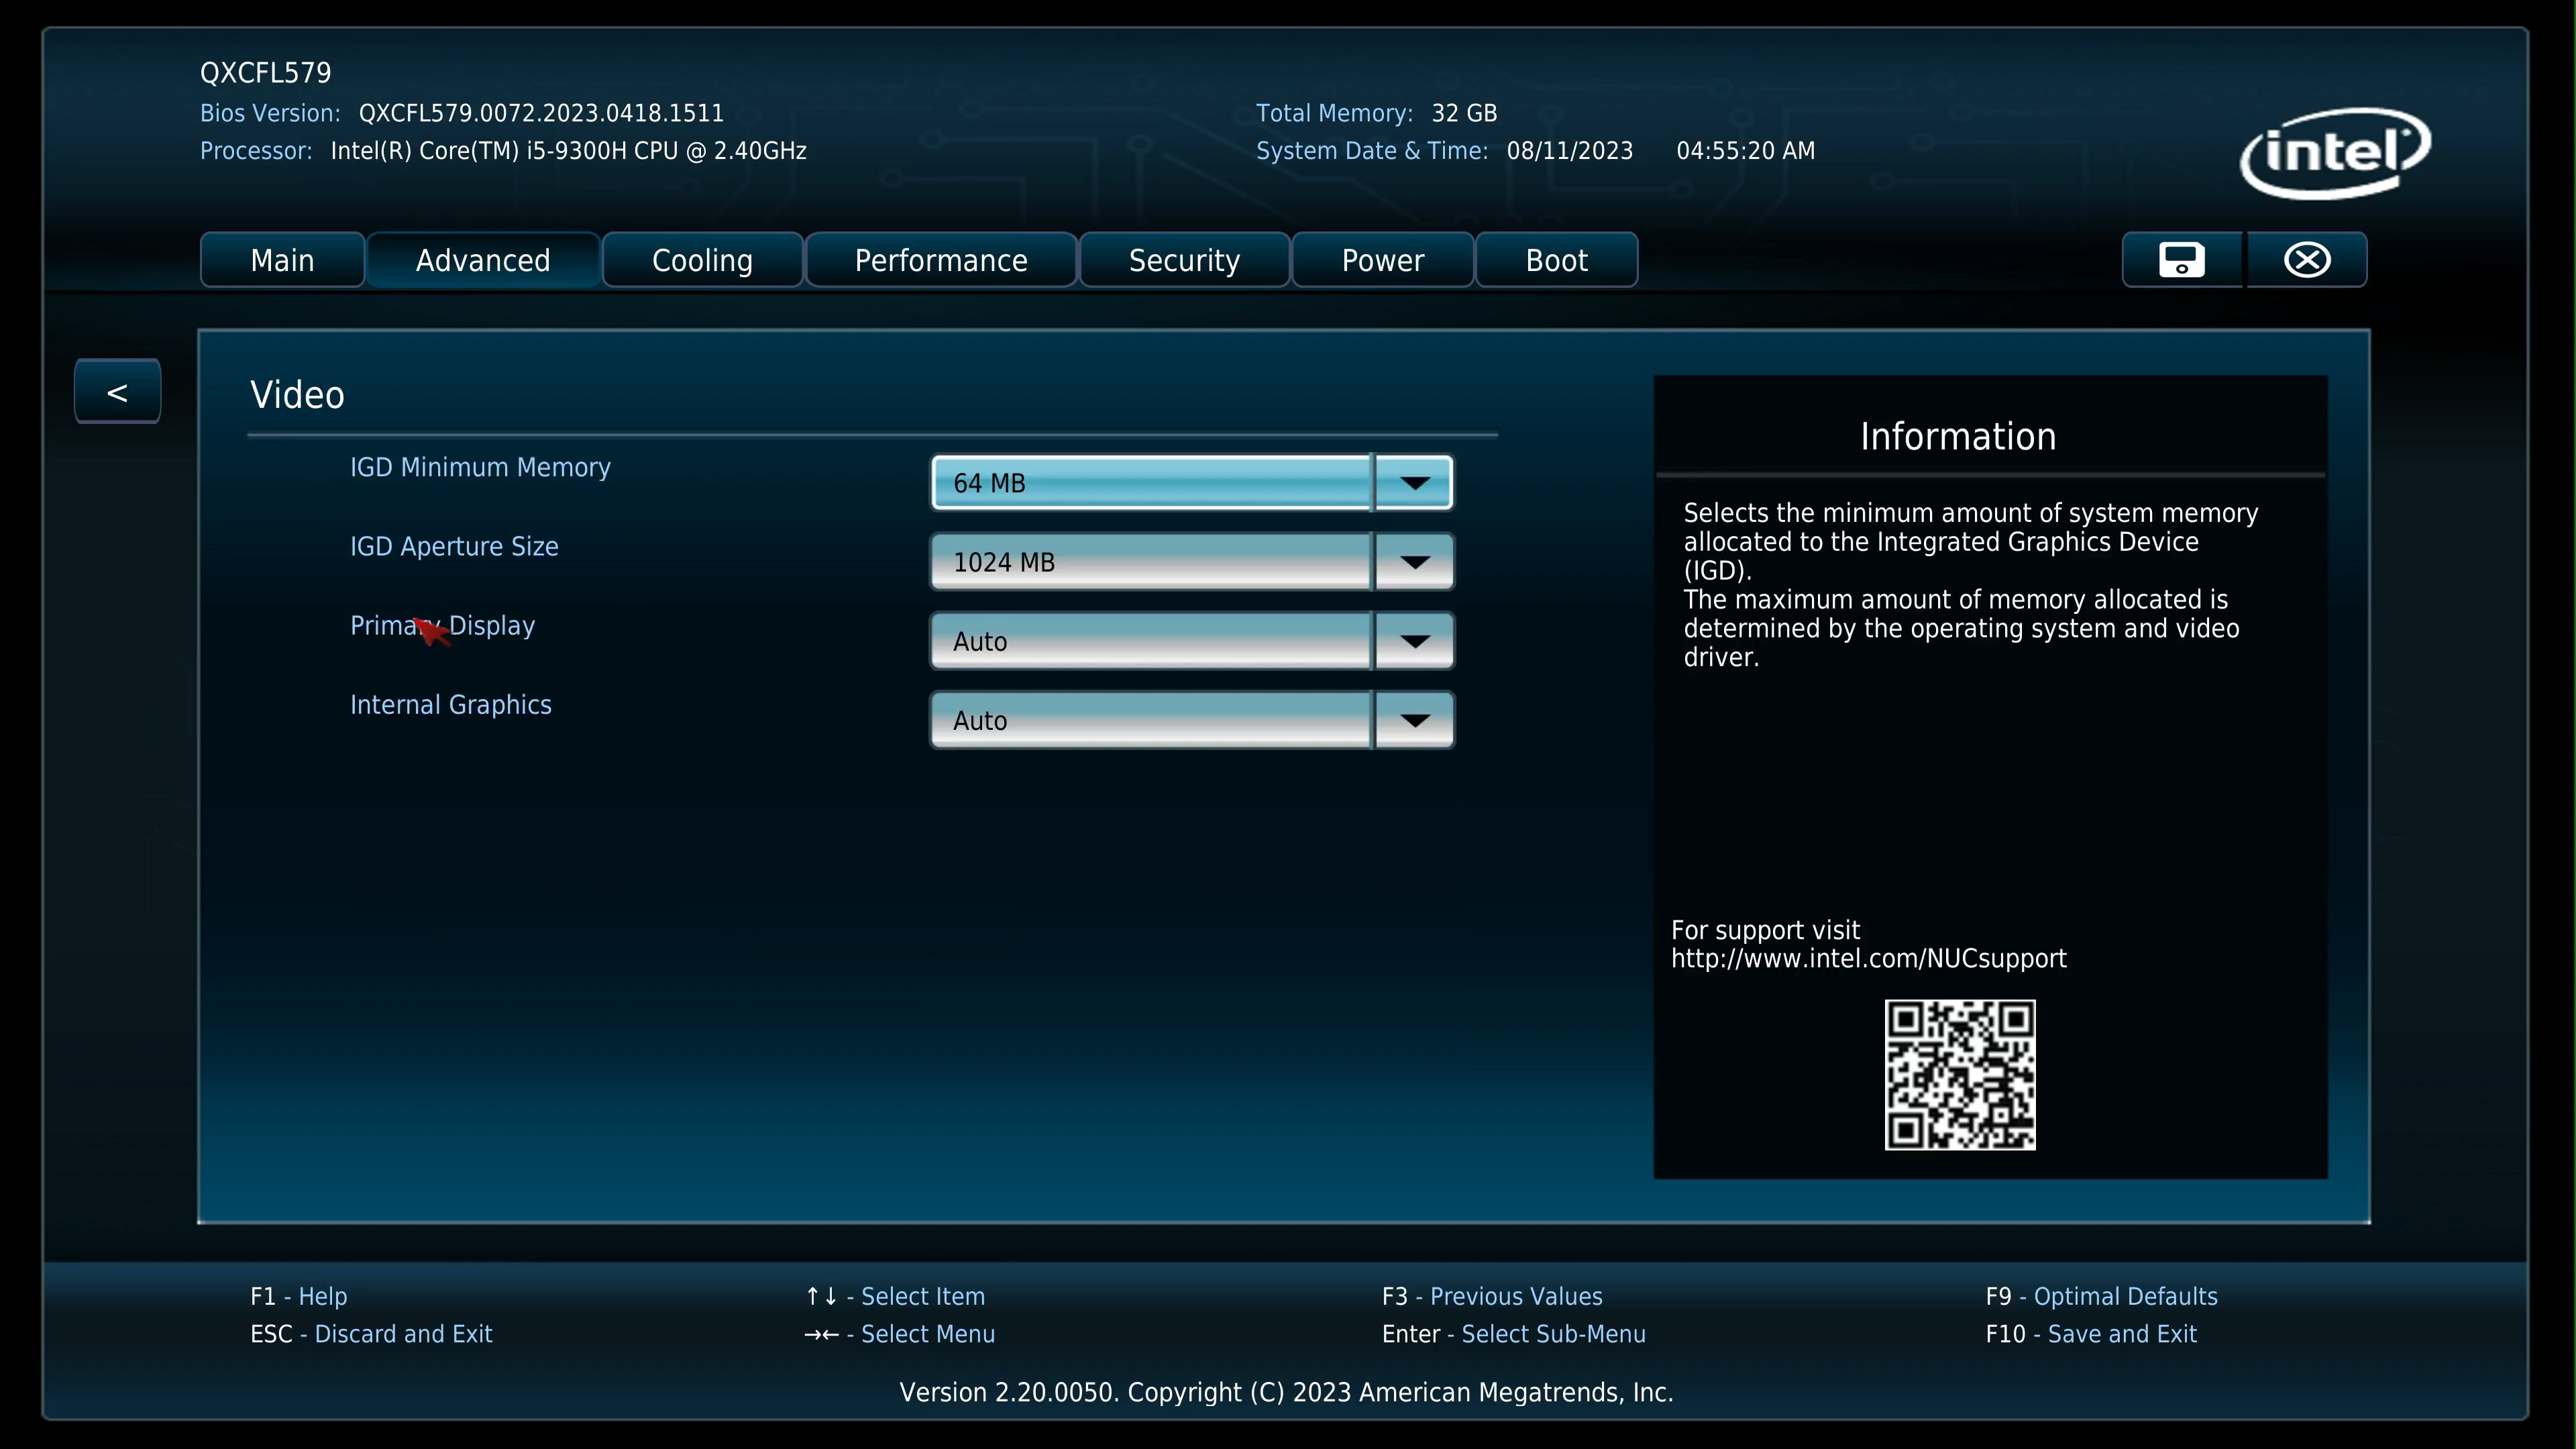 QXCFL579
Bios Version: QXCFL579.0072.2023.0418.1511
Total Memory: 32 GB
Processor: Intel(R) Core(TM) i5-9300H CPU @ 2.40GHz
System Date & Time: 08/11/2023 04:55:20 AM
intel
Main Advanced Cooling Performance Security Power Boot
<
Video
IGD Minimum Memory 64 MB
IGD Aperture Size 1024 MB
Primary Display Auto
Internal Graphics Auto
Information
Selects the minimum amount of system memory
allocated to the Integrated Graphics Device
(IGD).
The maximum amount of memory allocated is
determined by the operating system and video
driver.
For support visit
http://www.intel.com/NUCsupport
F1 - Help ↑↓ - Select Item F3 - Previous Values F9 - Optimal Defaults
ESC - Discard and Exit →← - Select Menu Enter - Select Sub-Menu F10 - Save and Exit
Version 2.20.0050. Copyright (C) 2023 American Megatrends, Inc.